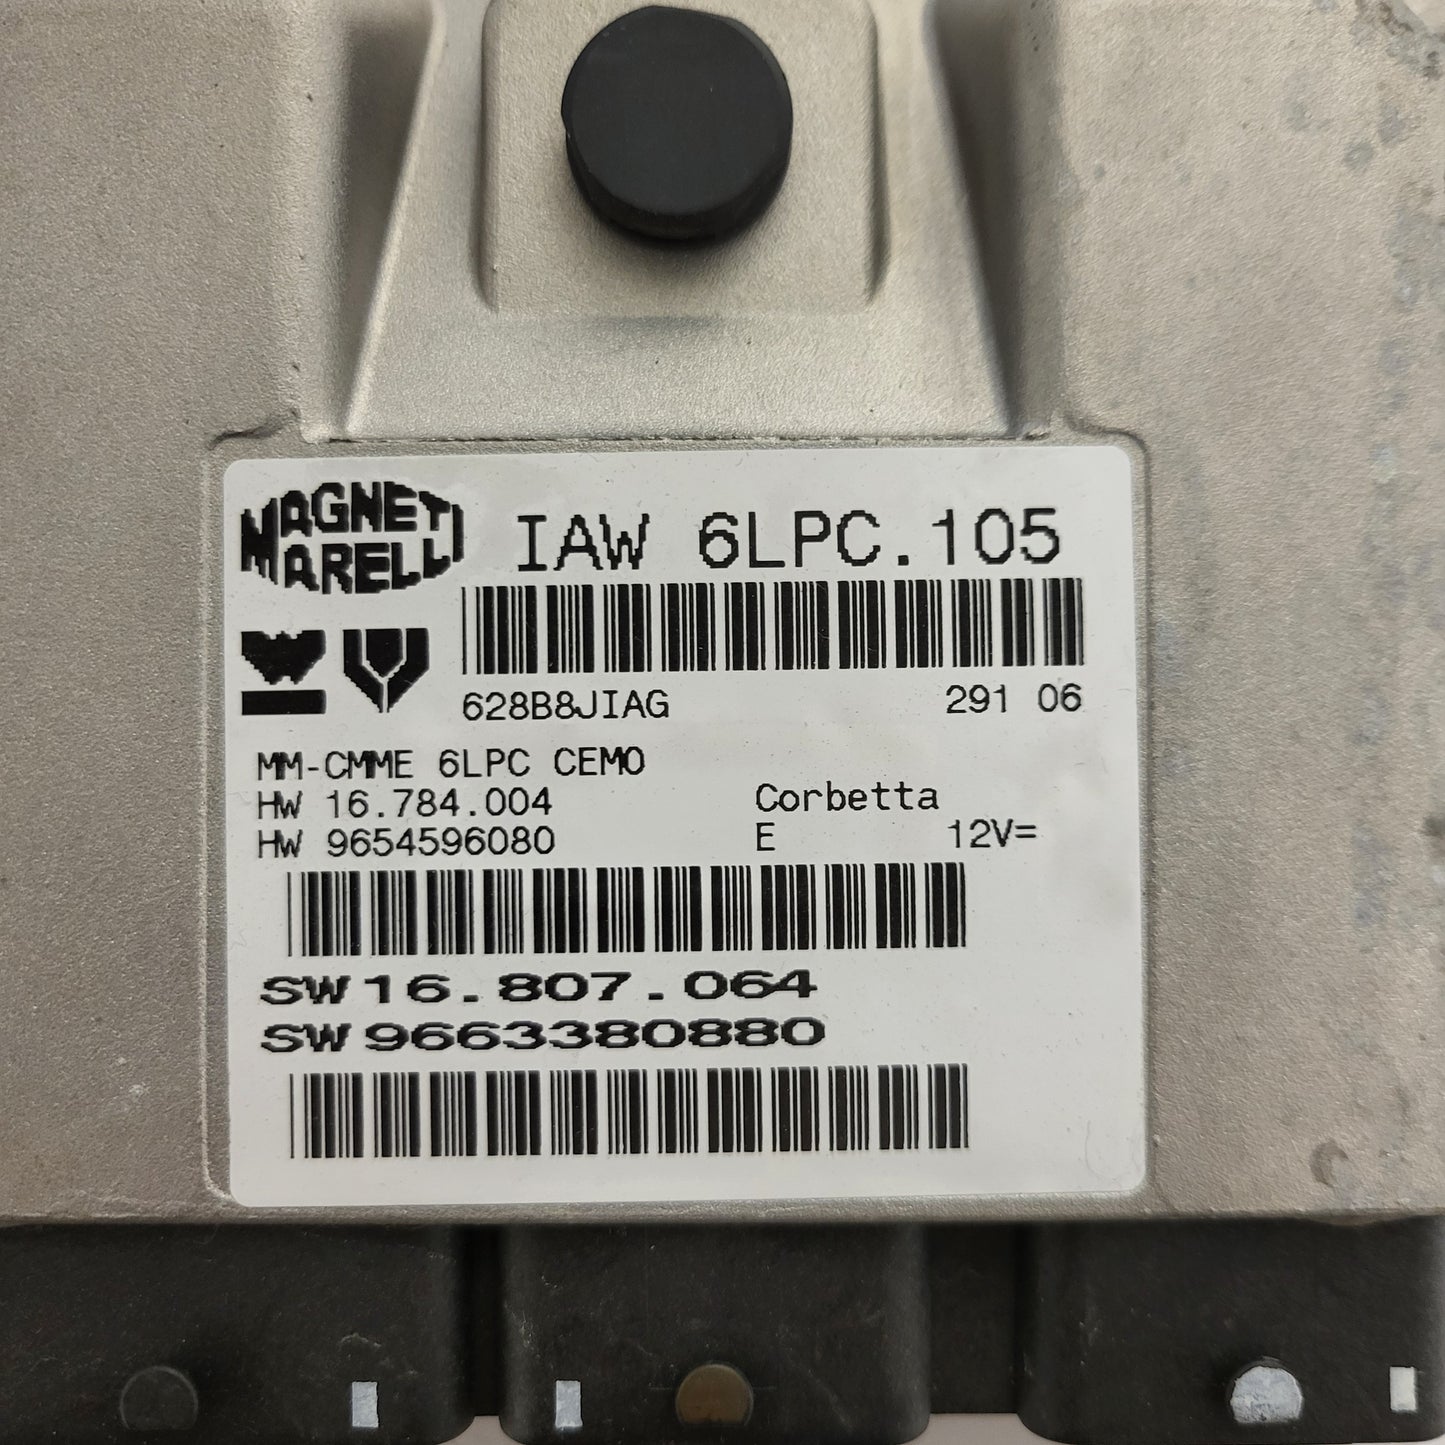 MAGNETI
MARELLI
IAW 6LPC.105
628B8JIAG 291 06
MM-CMME 6LPC CEMO
HW 16.784.004 Corbetta
HW 9654596080 E 12V=
SW 16.807.064
SW 9663380880